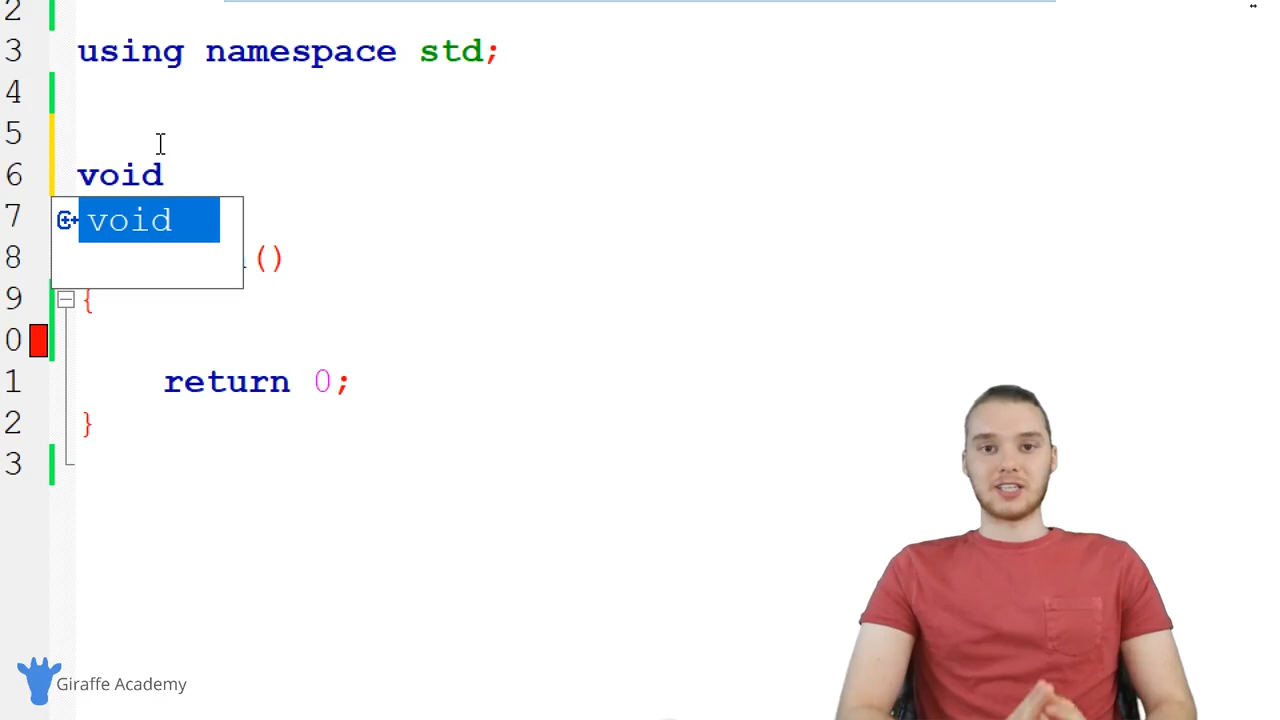 2
3 using namespace std;
4
5
6 void
7 void
8 ()
9 {
0
1 return 0;
2 }
3
Giraffe Academy